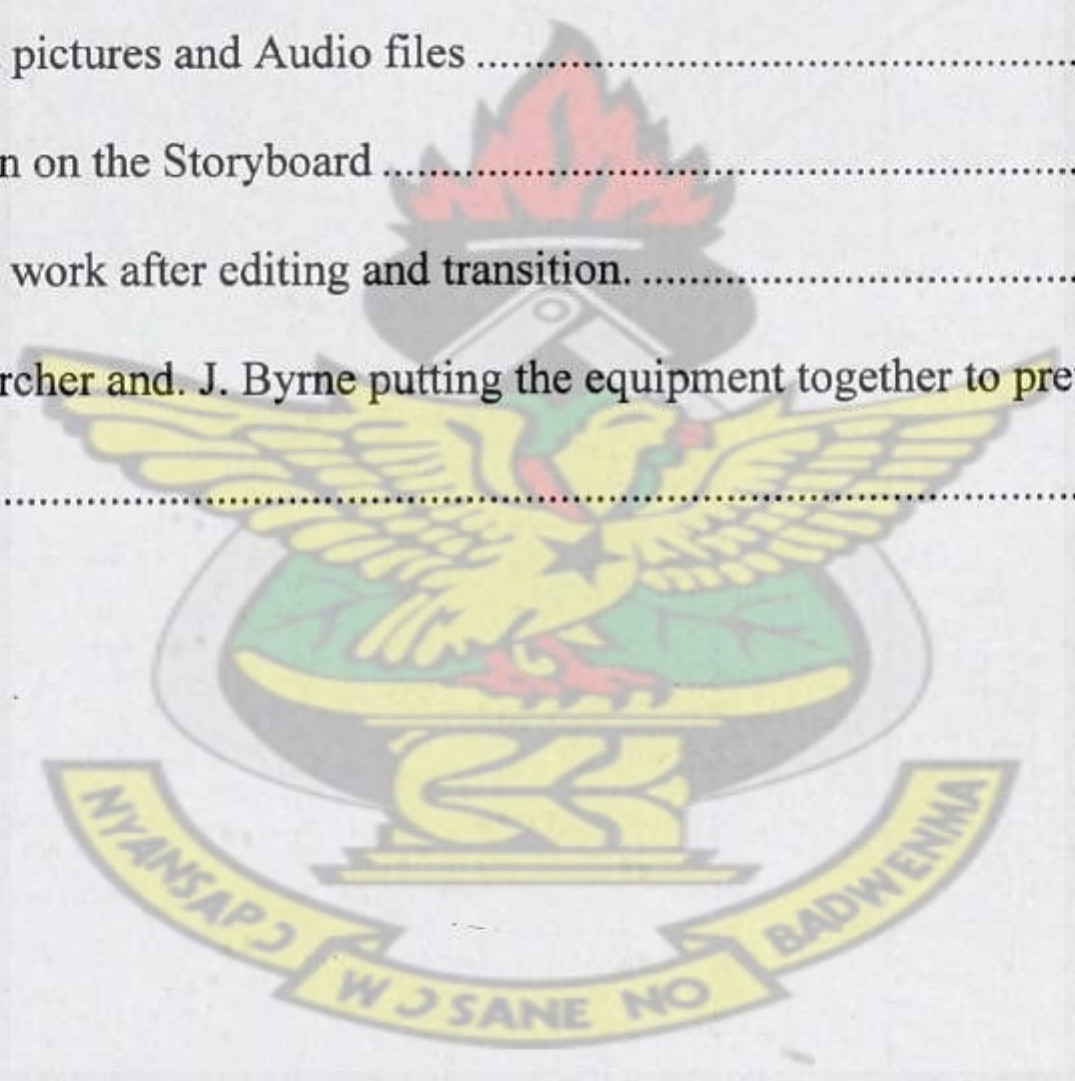 pictures and Audio files ........................................................
n on the Storyboard ................................................................
work after editing and transition. ........................................
rcher and. J. Byrne putting the equipment together to pre
................................................................................................
NYANSAPƆ WƆSANE NO BADWENMA